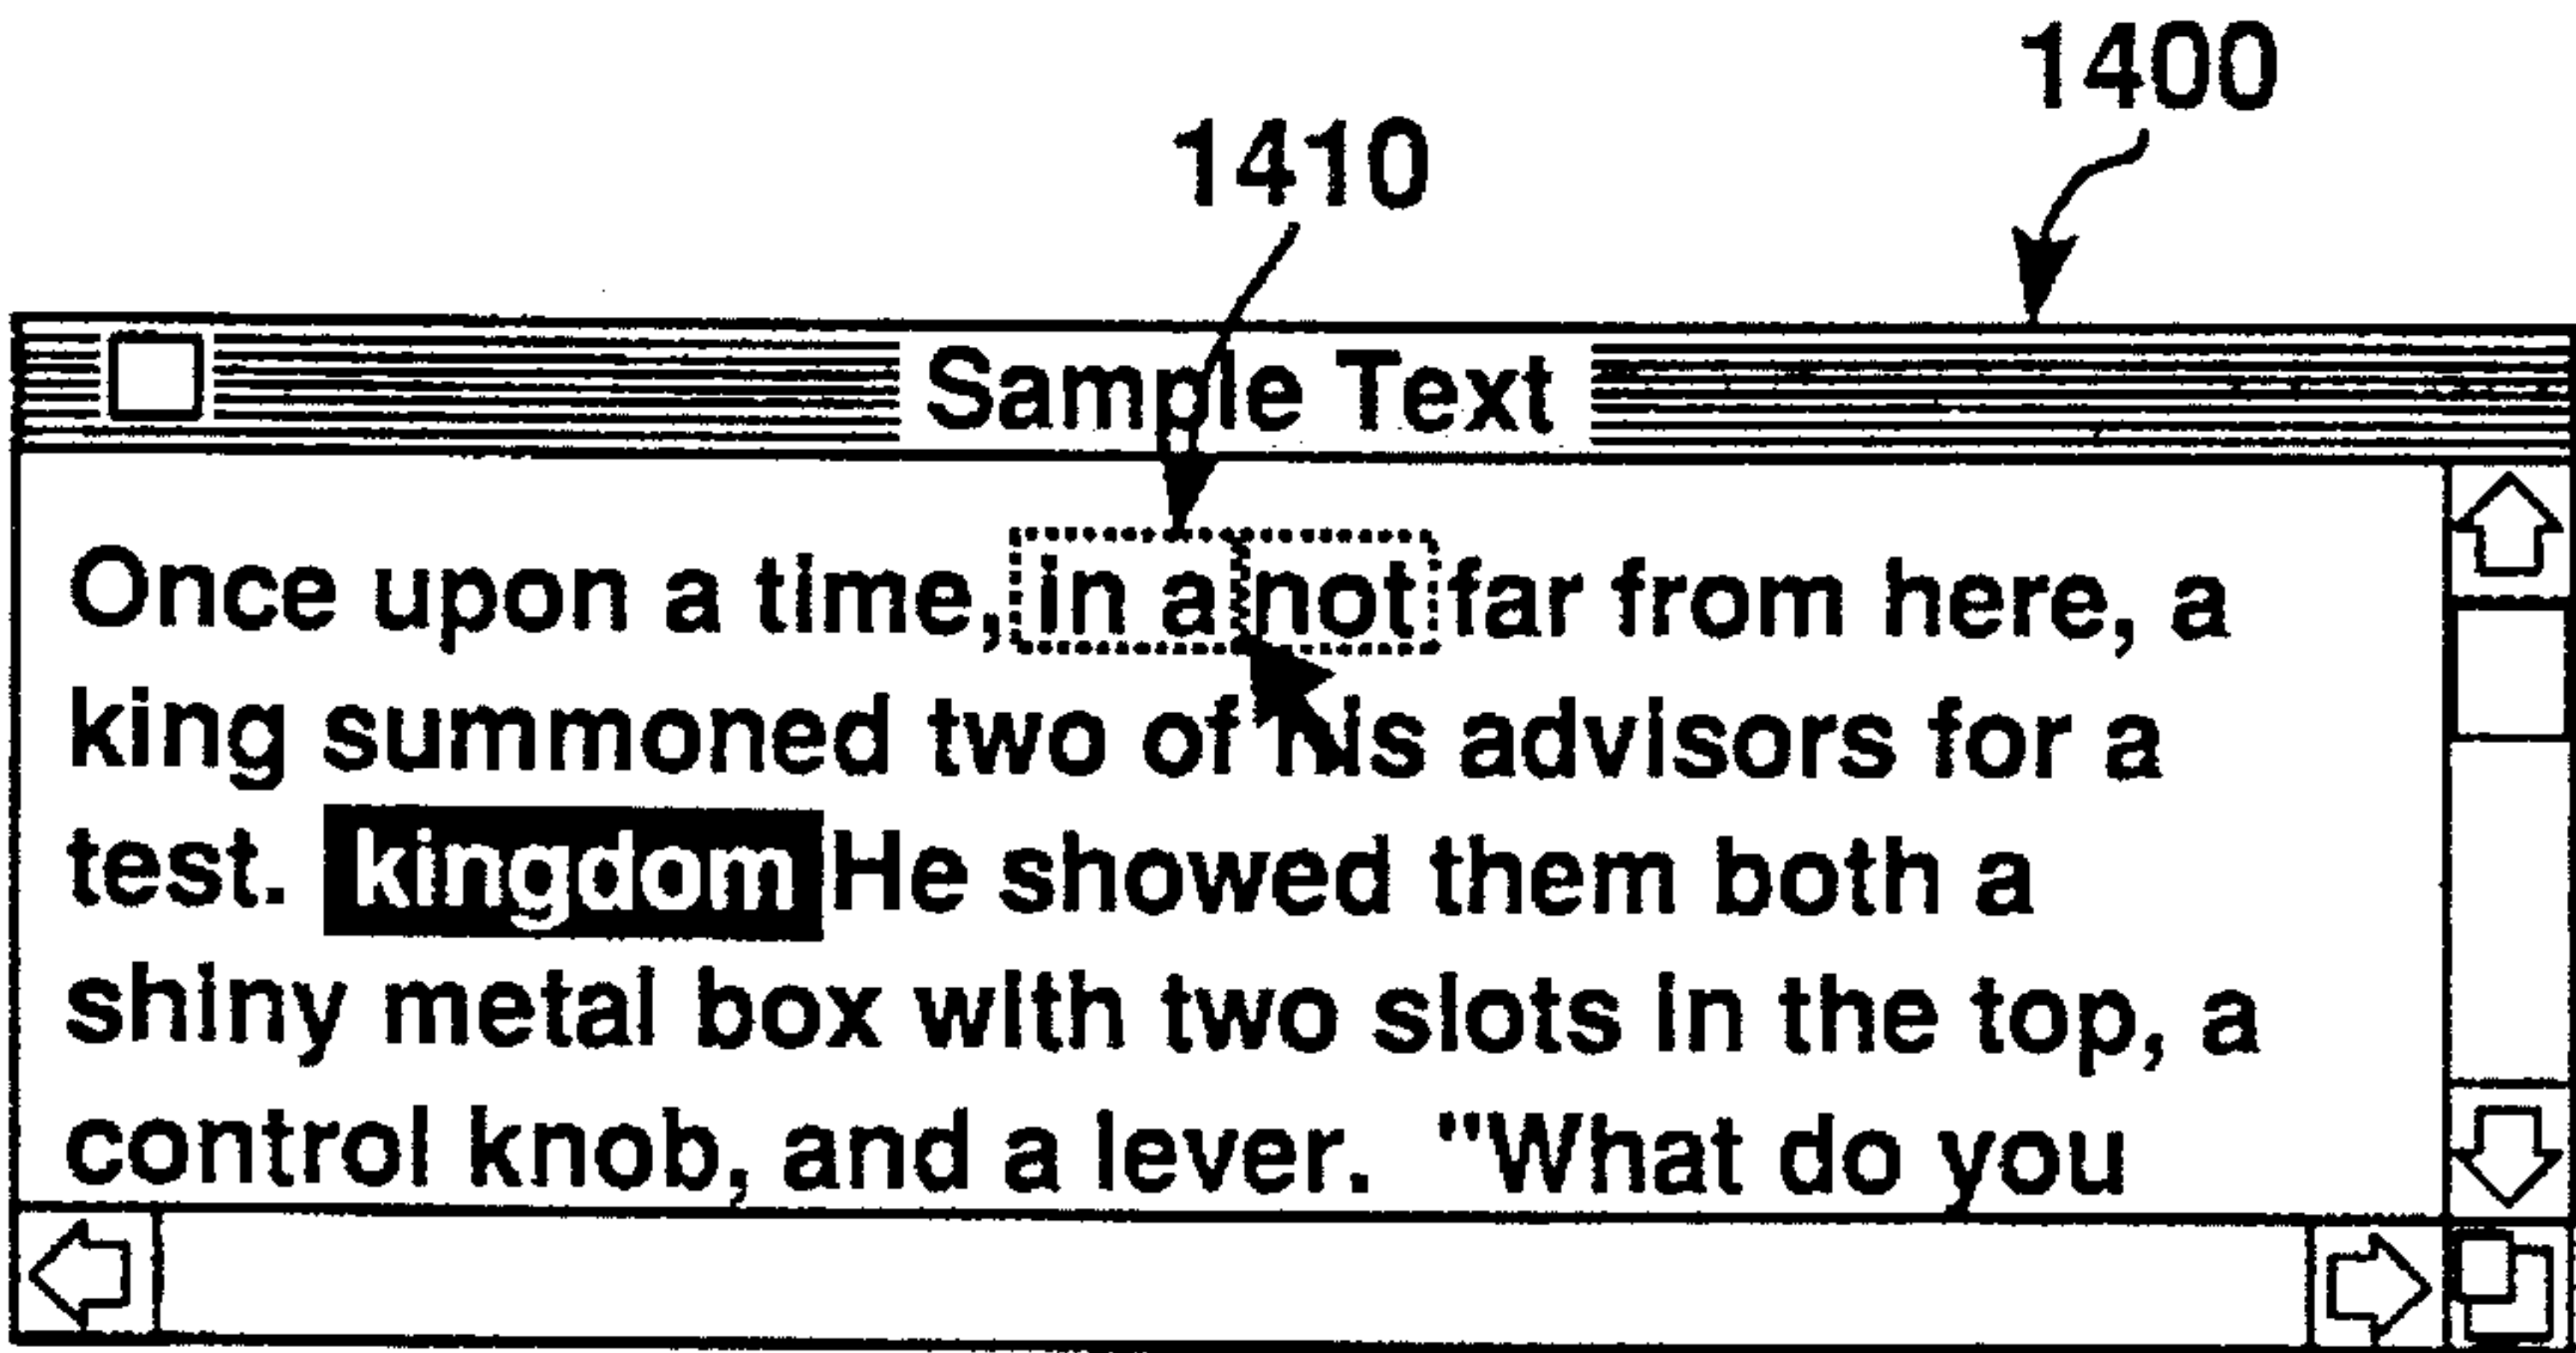 1400
1410
Sample Text
Once upon a time, in a not far from here, a
king summoned two of his advisors for a
test. kingdom He showed them both a
shiny metal box with two slots in the top, a
control knob, and a lever. "What do you